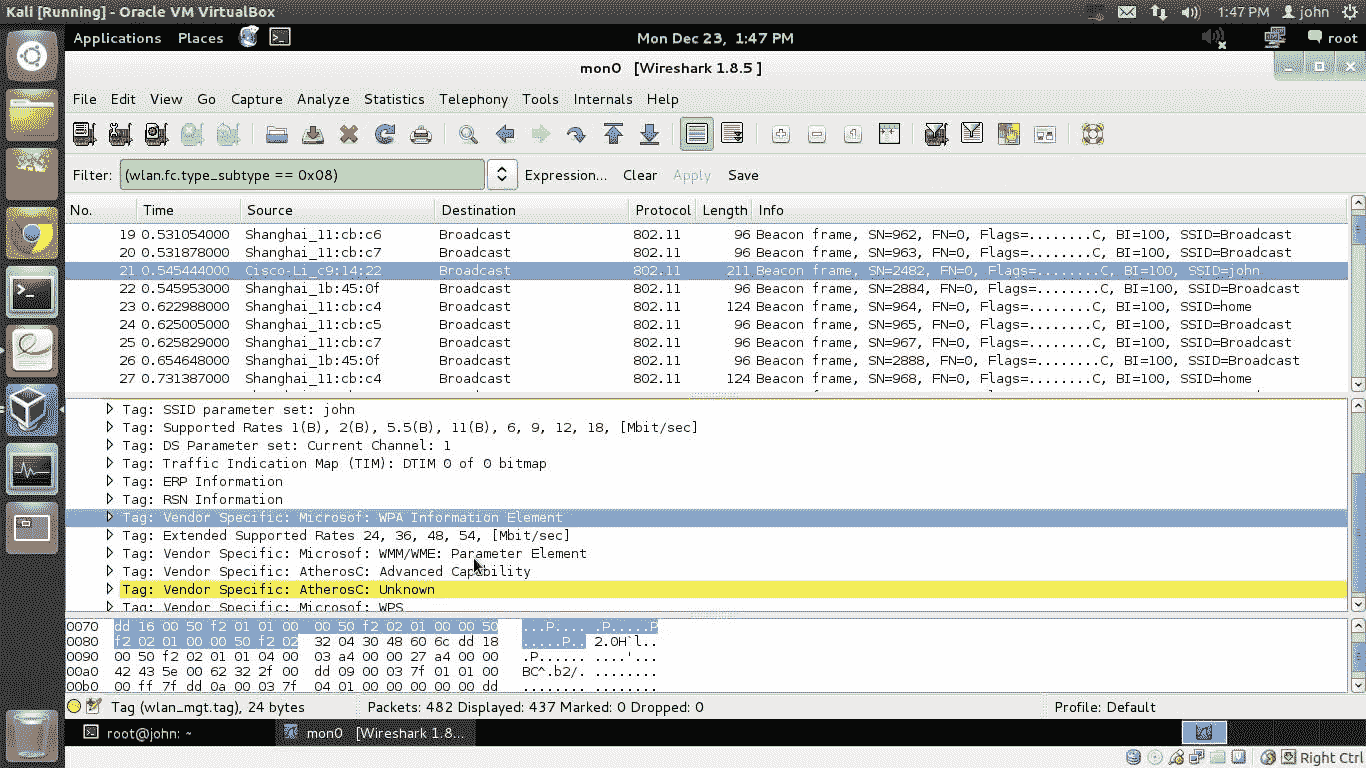 Kali [Running] - Oracle VM VirtualBox
1:47 PM john
Applications Places
Mon Dec 23, 1:47 PM
root
mon0 [Wireshark 1.8.5 ]
File Edit View Go Capture Analyze Statistics Telephony Tools Internals Help
Filter: (wlan.fc.type_subtype == 0x08) Expression... Clear Apply Save
No. Time Source Destination Protocol Length Info
19 0.531054000 Shanghai_11:cb:c6 Broadcast 802.11 96 Beacon frame, SN=962, FN=0, Flags=........C, BI=100, SSID=Broadcast
20 0.531878000 Shanghai_11:cb:c7 Broadcast 802.11 96 Beacon frame, SN=963, FN=0, Flags=........C, BI=100, SSID=Broadcast
21 0.545444000 Cisco-Li_c9:14:22 Broadcast 802.11 211 Beacon frame, SN=2482, FN=0, Flags=........C, BI=100, SSID=john
22 0.545953000 Shanghai_1b:45:0f Broadcast 802.11 96 Beacon frame, SN=2884, FN=0, Flags=........C, BI=100, SSID=Broadcast
23 0.622988000 Shanghai_11:cb:c4 Broadcast 802.11 124 Beacon frame, SN=964, FN=0, Flags=........C, BI=100, SSID=home
24 0.625005000 Shanghai_11:cb:c5 Broadcast 802.11 96 Beacon frame, SN=965, FN=0, Flags=........C, BI=100, SSID=Broadcast
25 0.625829000 Shanghai_11:cb:c7 Broadcast 802.11 96 Beacon frame, SN=967, FN=0, Flags=........C, BI=100, SSID=Broadcast
26 0.654648000 Shanghai_1b:45:0f Broadcast 802.11 96 Beacon frame, SN=2888, FN=0, Flags=........C, BI=100, SSID=Broadcast
27 0.731387000 Shanghai_11:cb:c4 Broadcast 802.11 124 Beacon frame, SN=968, FN=0, Flags=........C, BI=100, SSID=home
Tag: SSID parameter set: john
Tag: Supported Rates 1(B), 2(B), 5.5(B), 11(B), 6, 9, 12, 18, [Mbit/sec]
Tag: DS Parameter set: Current Channel: 1
Tag: Traffic Indication Map (TIM): DTIM 0 of 0 bitmap
Tag: ERP Information
Tag: RSN Information
Tag: Vendor Specific: Microsof: WPA Information Element
Tag: Extended Supported Rates 24, 36, 48, 54, [Mbit/sec]
Tag: Vendor Specific: Microsof: WMM/WME: Parameter Element
Tag: Vendor Specific: AtherosC: Advanced Capability
Tag: Vendor Specific: AtherosC: Unknown
Tag: Vendor Specific: Microsof: WPS
0070 dd 16 00 50 f2 01 01 00 00 50 f2 02 01 00 00 50 ...P.... .P.....P
0080 f2 02 01 00 00 50 f2 02 32 04 30 48 60 6c dd 18 .....P.. 2.0H`l..
0090 00 50 f2 02 01 01 04 00 03 a4 00 00 27 a4 00 00 .P...... ....'...
00a0 42 43 5e 00 62 32 2f 00 dd 09 00 03 7f 01 01 00 BC^.b2/. ........
00b0 00 ff 7f dd 0a 00 03 7f 04 01 00 00 00 00 00 dd ........ ........
Tag (wlan_mgt.tag), 24 bytes Packets: 482 Displayed: 437 Marked: 0 Dropped: 0 Profile: Default
root@john: ~ mon0 [Wireshark 1.8...
Right Ctrl